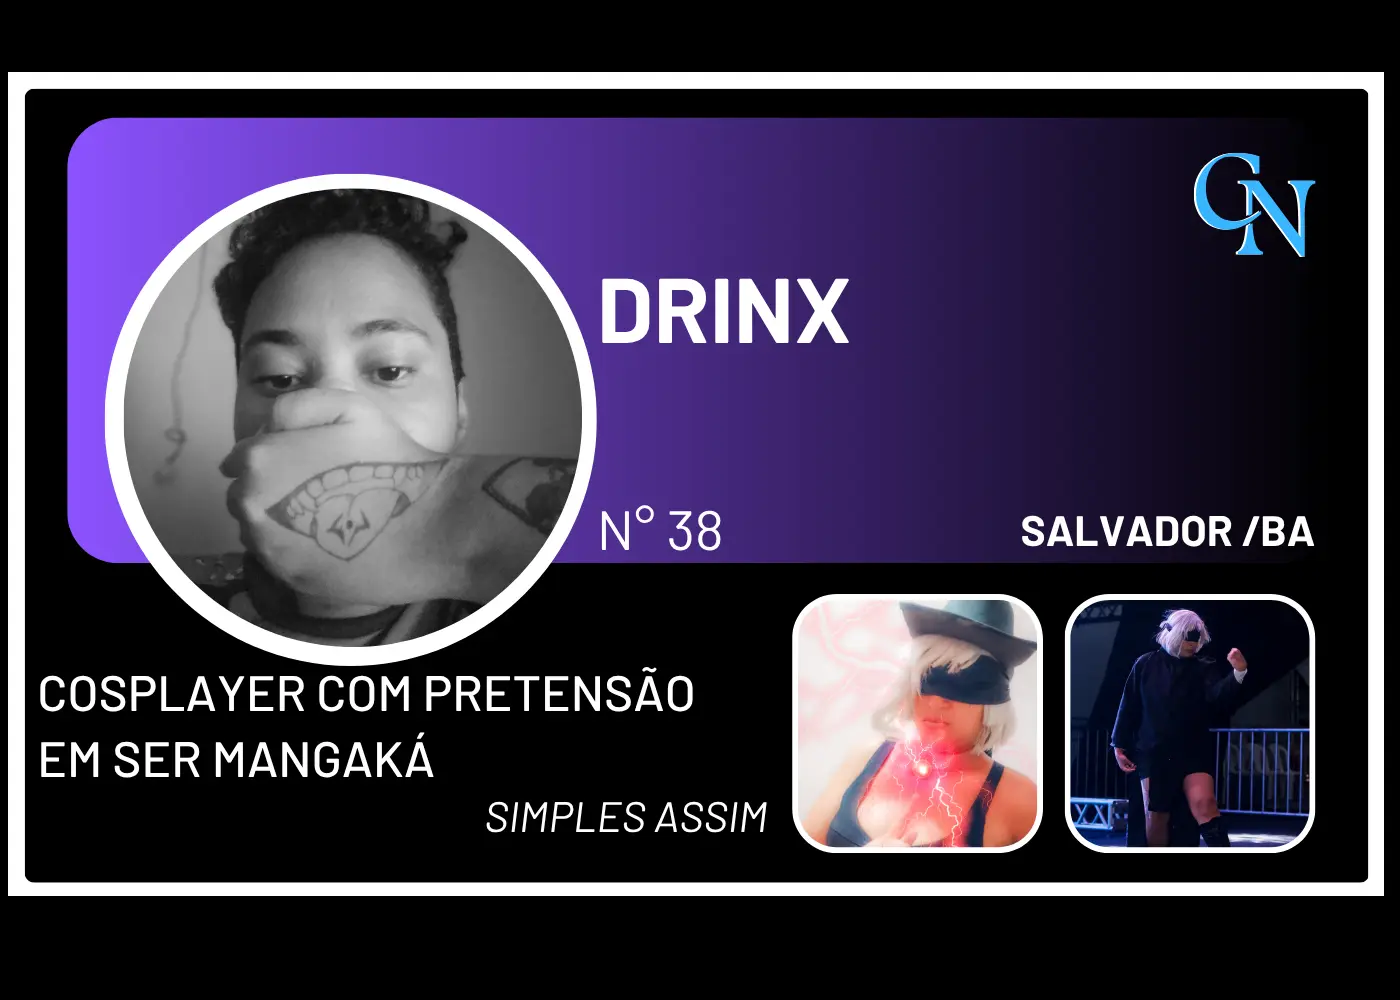 CN
DRINX
N° 38
SALVADOR /BA
COSPLAYER COM PRETENSÃO
EM SER MANGAKÁ
SIMPLES ASSIM